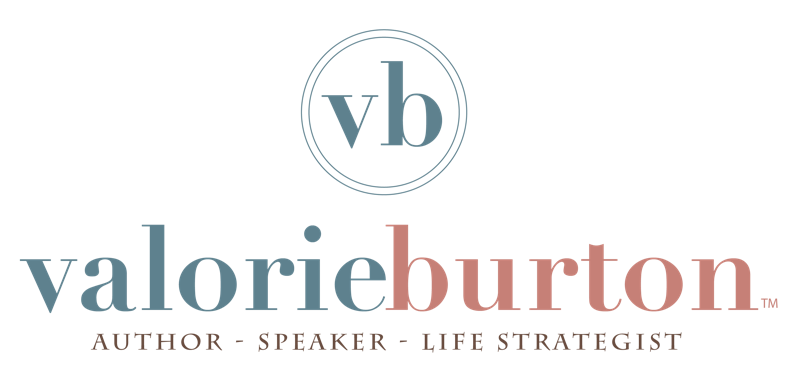 vb
valorieburton™
AUTHOR - SPEAKER - LIFE STRATEGIST